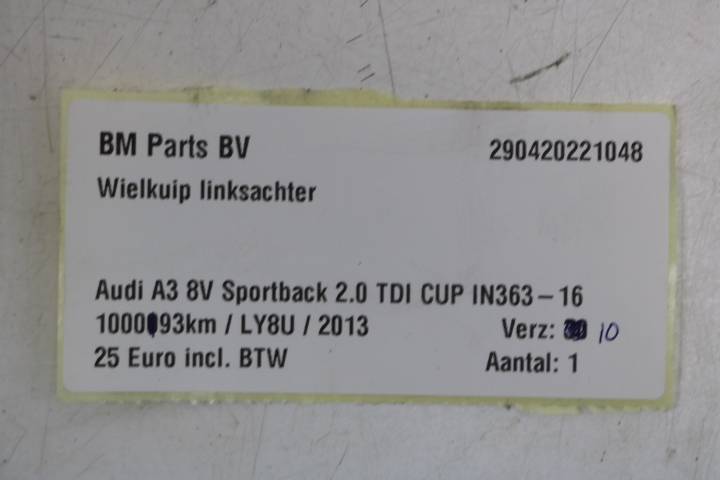 BM Parts BV 290420221048
Wielkuip linksachter
Audi A3 8V Sportback 2.0 TDI CUP IN363-16
1000093km / LY8U / 2013 Verz: 10
25 Euro incl. BTW Aantal: 1